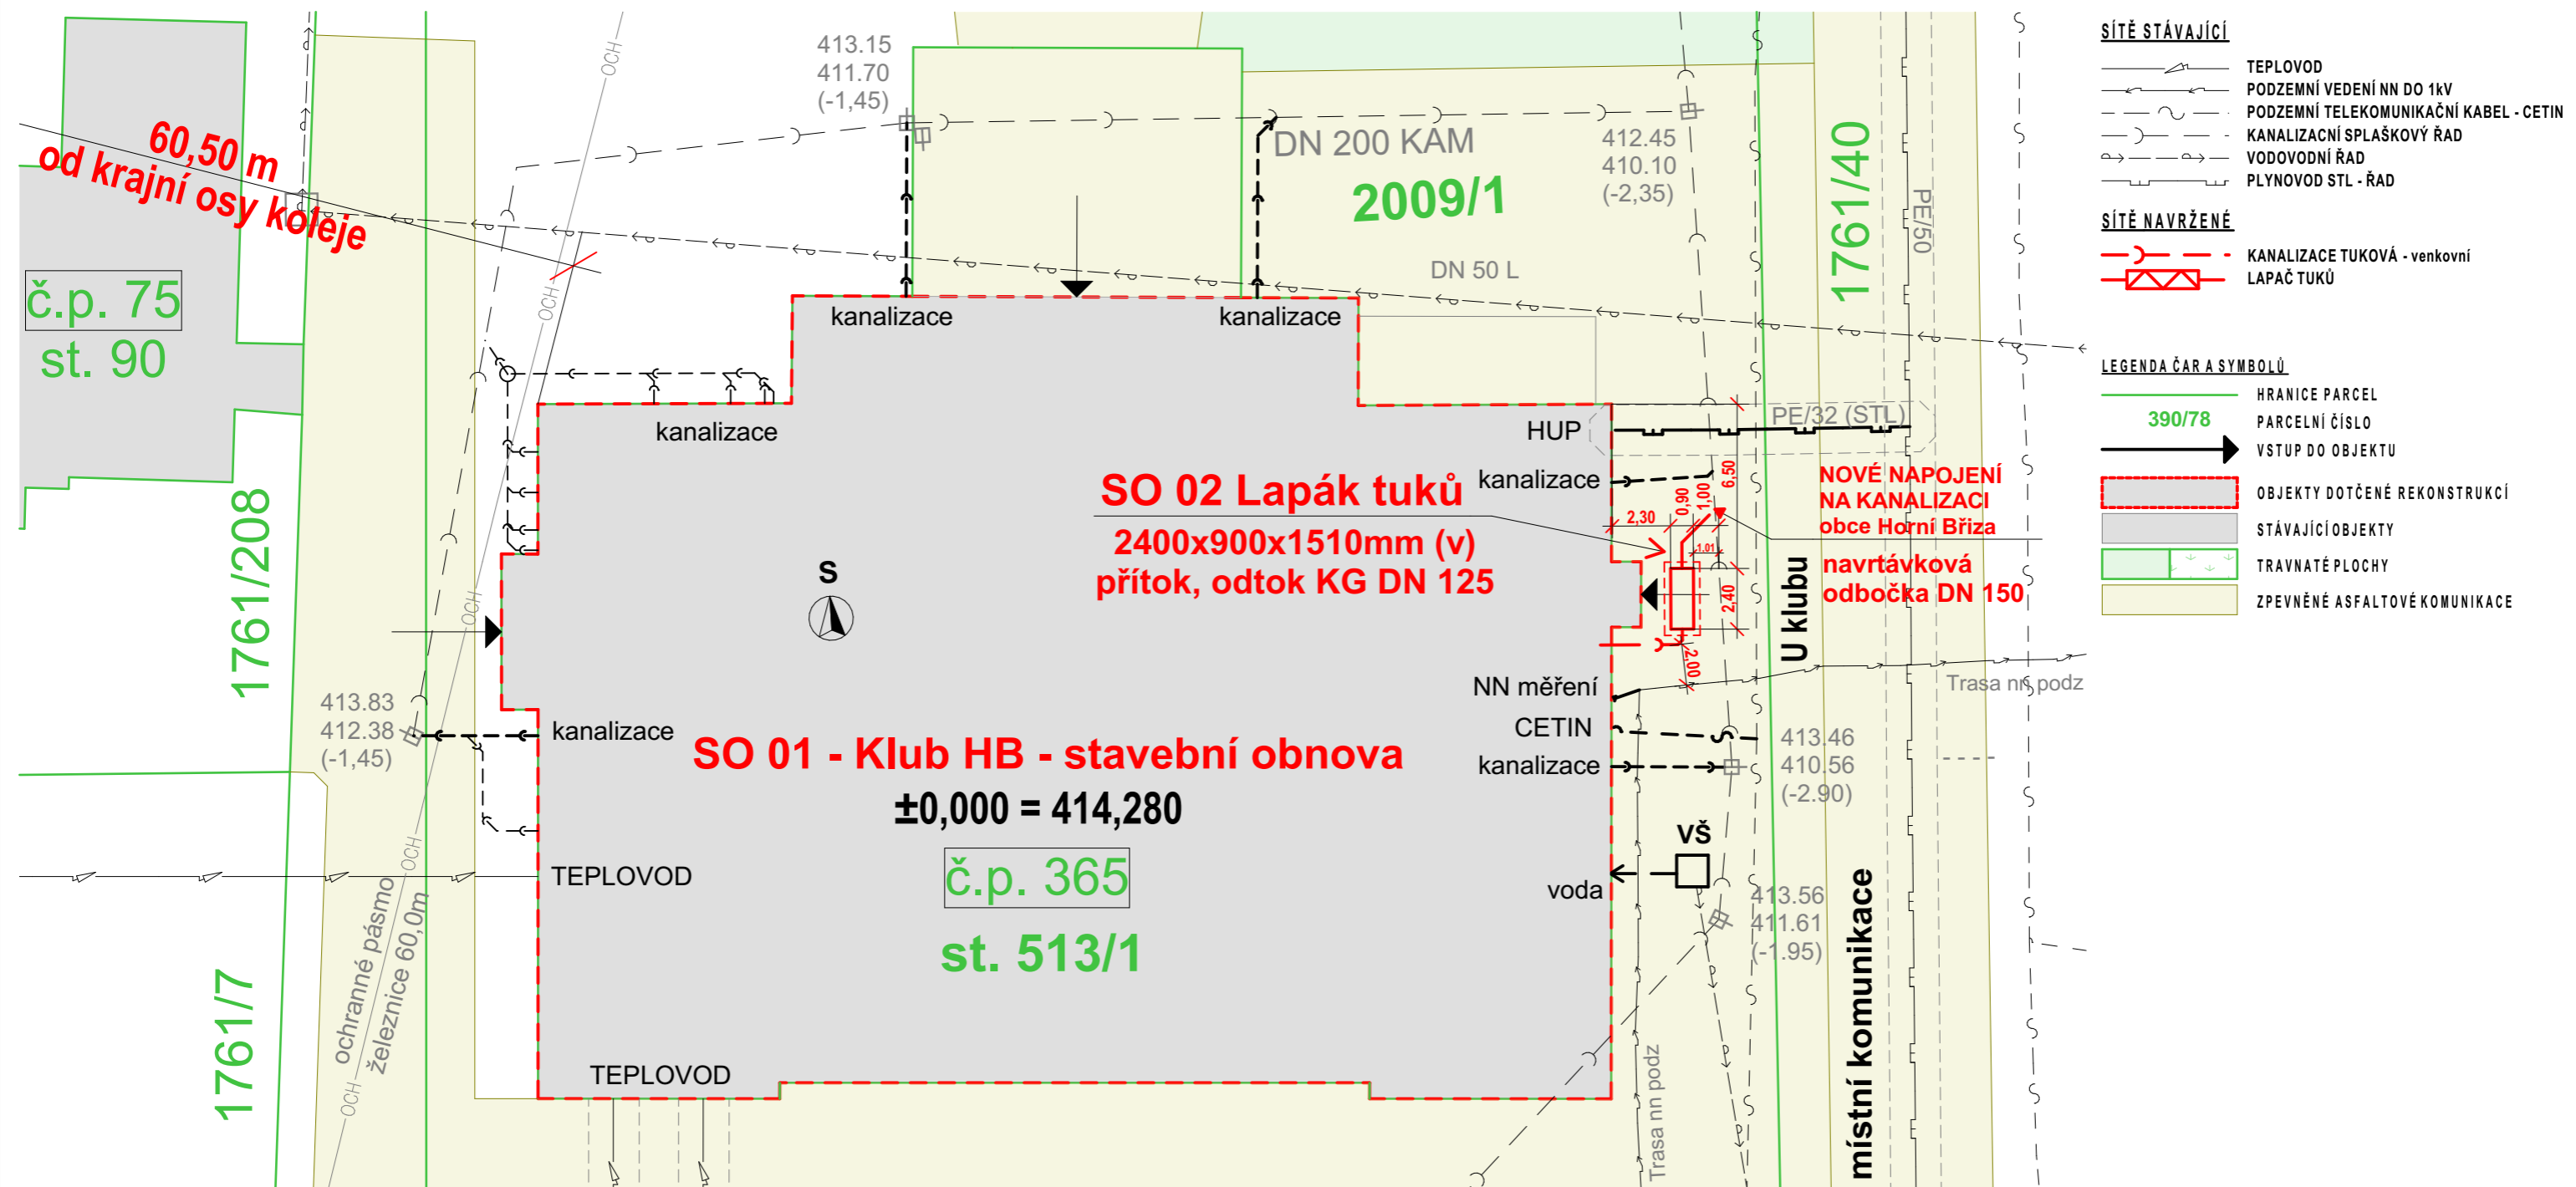 60,50 m
od krajní osy koleje
č.p. 75
st. 90
1761/208
1761/7
OCH
OCH
OCH
OCH
OCH
ochranné pásmo
železnice 60,0m
413.15
411.70
(-1,45)
DN 200 KAM
2009/1
412.45
410.10
(-2,35)
DN 50 L
1761/40
PE/50
kanalizace
kanalizace
kanalizace
HUP
PE/32 (STL)
kanalizace
SO 02 Lapák tuků
2400x900x1510mm (v)
přítok, odtok KG DN 125
2,30
0,90
1,00
6,50
1,01
2,40
2,00
NOVÉ NAPOJENÍ
NA KANALIZACI
obce Horní Bříza
navrtávková
odbočka DN 150
U klubu
S
NN měření
Trasa nn podz
CETIN
kanalizace
413.46
410.56
(-2.90)
413.83
412.38
(-1,45)
kanalizace
SO 01 - Klub HB - stavební obnova
±0,000 = 414,280
č.p. 365
st. 513/1
TEPLOVOD
VŠ
voda
413.56
411.61
(-1.95)
místní komunikace
TEPLOVOD
Trasa nn podz
SÍTĚ STÁVAJÍCÍ
TEPLOVOD
PODZEMNÍ VEDENÍ NN DO 1kV
PODZEMNÍ TELEKOMUNIKAČNÍ KABEL - CETIN
KANALIZACNÍ SPLAŠKOVÝ ŘAD
VODOVODNÍ ŘAD
PLYNOVOD STL - ŘAD
SÍTĚ NAVRŽENÉ
KANALIZACE TUKOVÁ - venkovní
LAPAČ TUKŮ
LEGENDA ČAR A SYMBOLŮ
HRANICE PARCEL
390/78 PARCELNÍ ČÍSLO
VSTUP DO OBJEKTU
OBJEKTY DOTČENÉ REKONSTRUKCÍ
STÁVAJÍCÍ OBJEKTY
TRAVNATÉ PLOCHY
ZPEVNĚNÉ ASFALTOVÉ KOMUNIKACE